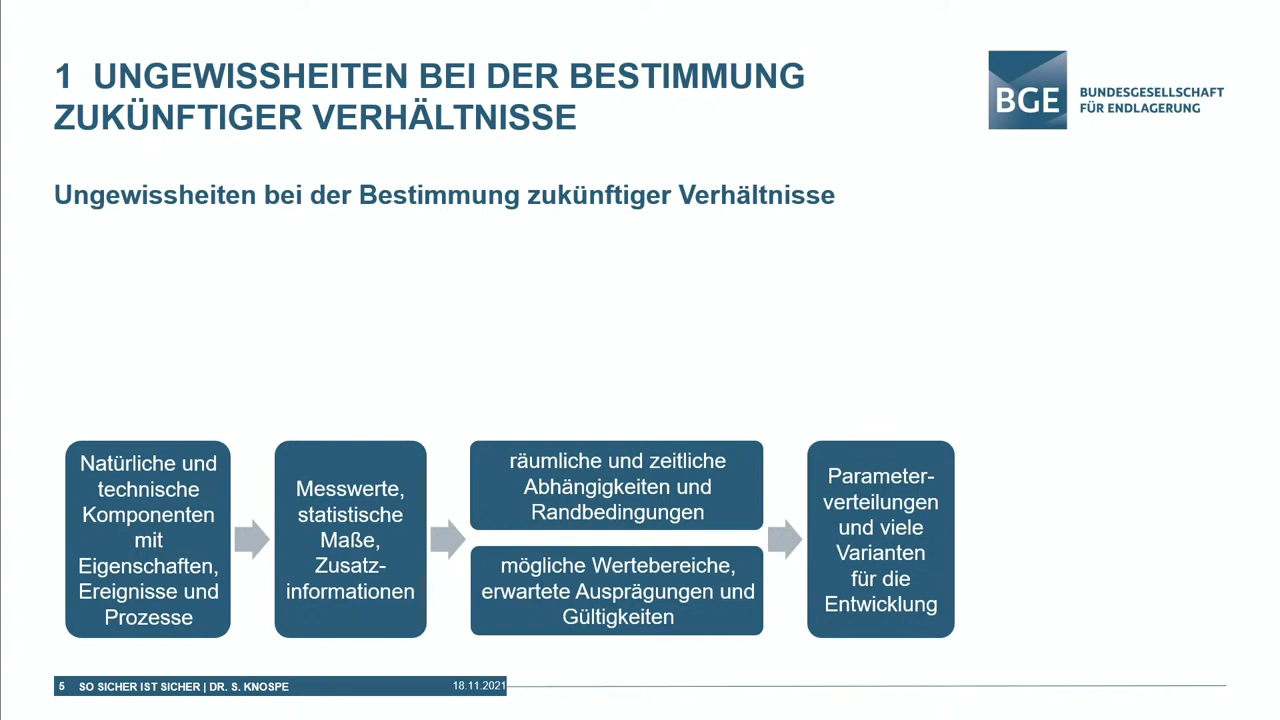 1 UNGEWISSHEITEN BEI DER BESTIMMUNG
ZUKÜNFTIGER VERHÄLTNISSE
BGE
BUNDESGESELLSCHAFT
FÜR ENDLAGERUNG
Ungewissheiten bei der Bestimmung zukünftiger Verhältnisse
Natürliche und
technische
Komponenten
mit
Eigenschaften,
Ereignisse und
Prozesse
Messwerte,
statistische
Maße,
Zusatz-
informationen
räumliche und zeitliche
Abhängigkeiten und
Randbedingungen
mögliche Wertebereiche,
erwartete Ausprägungen und
Gültigkeiten
Parameter-
verteilungen
und viele
Varianten
für die
Entwicklung
5 SO SICHER IST SICHER | DR. S. KNOSPE 18.11.2021